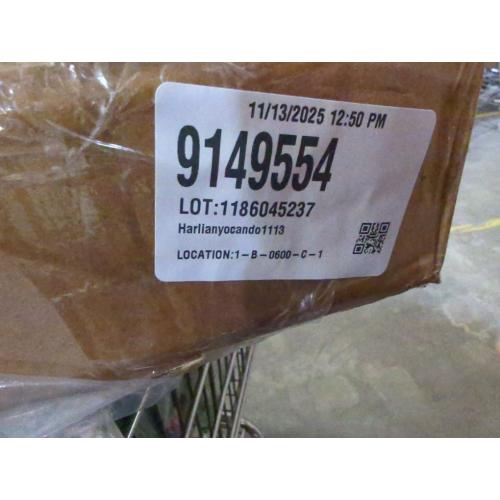 11/13/2025 12:50 PM
9149554
LOT:1186045237
Harlianyocando1113
LOCATION:1-B-0600-C-1